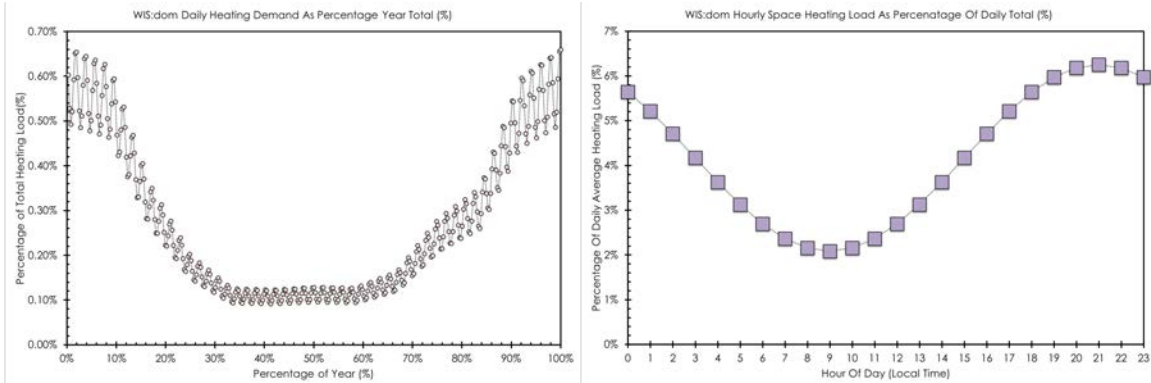 WIS:dom Daily Heating Demand As Percentage Year Total (%)
0.70%
0.60%
0.50%
0.40%
0.30%
0.20%
0.10%
0.00%
Percentage of Total Heating Load(%)
0% 10% 20% 30% 40% 50% 60% 70% 80% 90% 100%
Percentage of Year (%)
WIS:dom Hourly Space Heating Load As Percenatage Of Daily Total (%)
7%
6%
5%
4%
3%
2%
1%
0%
Percentage Of Daily Average Heating Load (%)
0 1 2 3 4 5 6 7 8 9 10 11 12 13 14 15 16 17 18 19 20 21 22 23
Hour Of Day (Local Time)